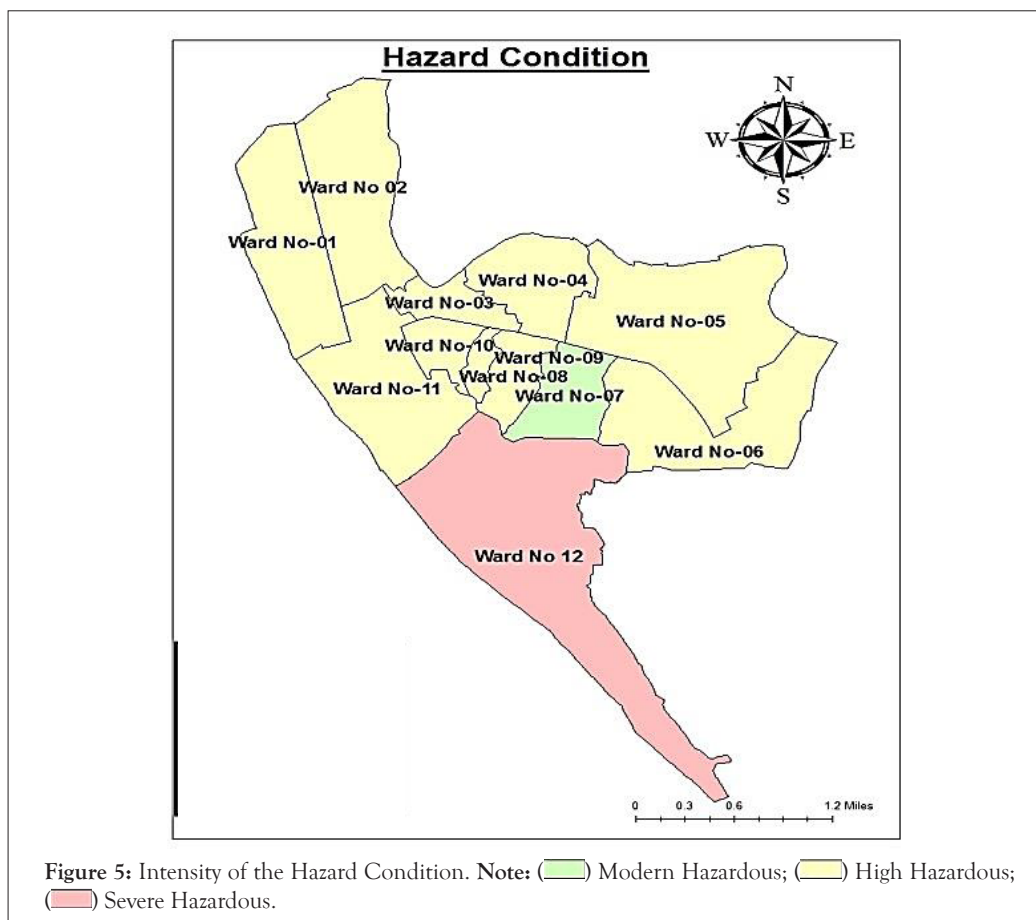 Hazard Condition
N
W E
S
Ward No 02
Ward No-01
Ward No-04
Ward No-03
Ward No-05
Ward No-10
Ward No-09
Ward No-08
Ward No-11
Ward No-07
Ward No-06
Ward No 12
0 0.3 0.6 1.2 Miles
Figure 5: Intensity of the Hazard Condition. Note: ( ) Modern Hazardous; ( ) High Hazardous;
( ) Severe Hazardous.